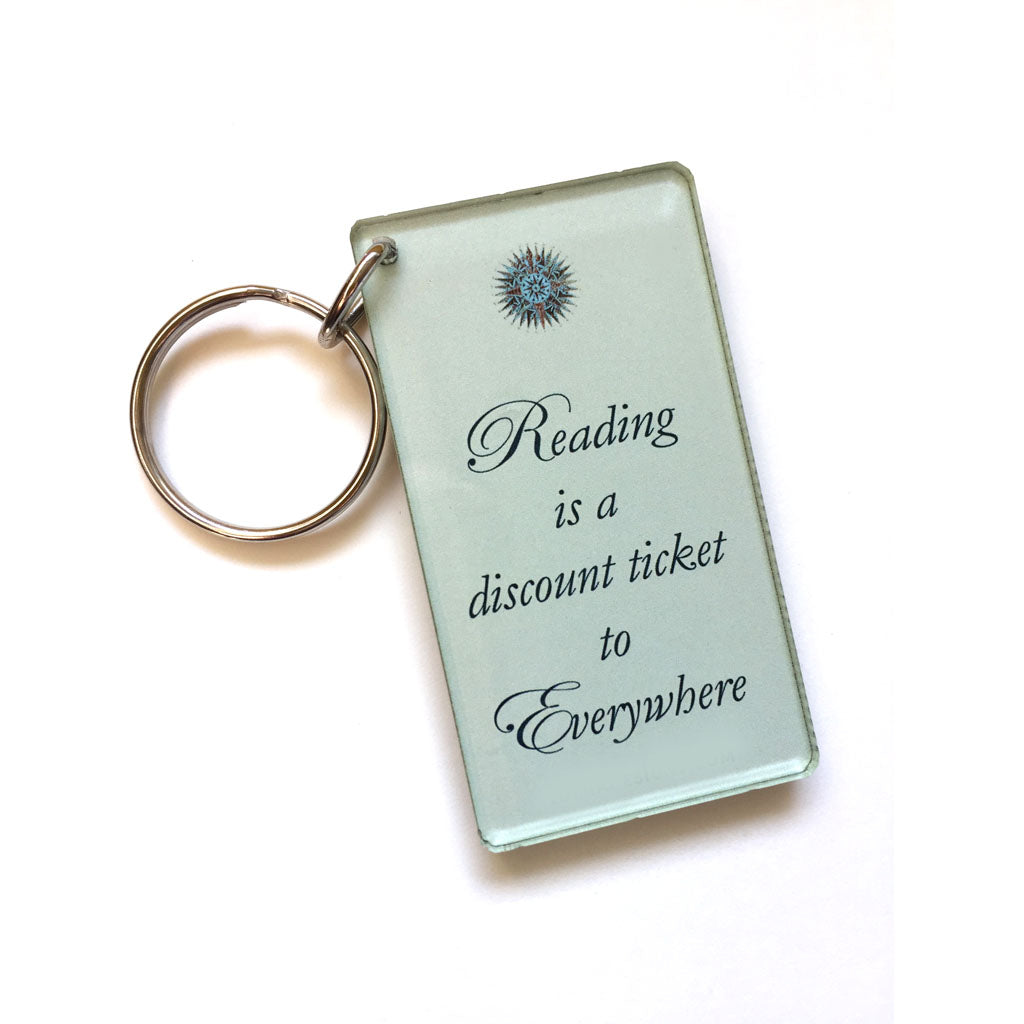 Reading
is a
discount ticket
to
Everywhere